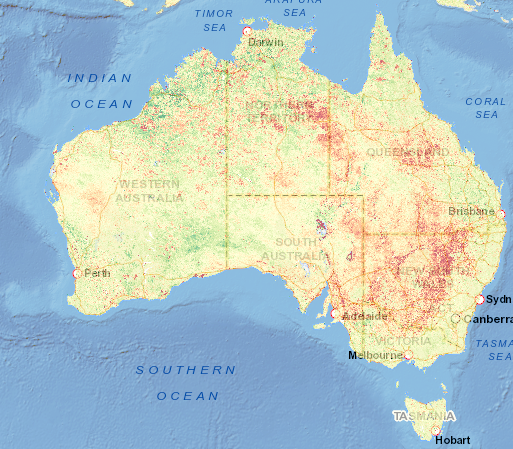 ARAFURA
SEA
TIMOR
SEA
Darwin
INDIAN
OCEAN
CORAL
SEA
NORTHERN
TERRITORY
QUEENSLAND
WESTERN
AUSTRALIA
Brisbane
SOUTH
AUSTRALIA
Perth
NEW SOUTH
WALES
Sydn
Adelaide
Canberra
VICTORIA
TASMA
SEA
Melbourne
SOUTHERN
OCEAN
TASMANIA
Hobart